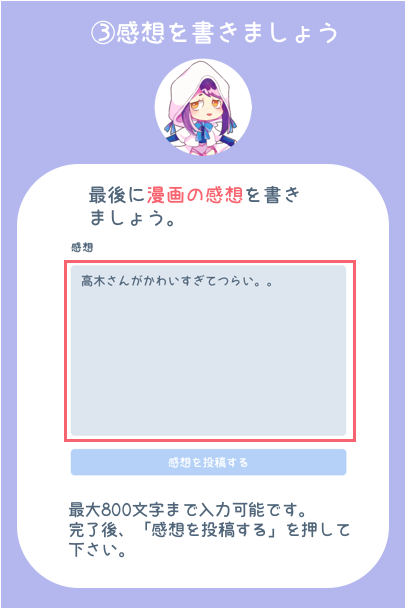 ③感想を書きましょう
最後に漫画の感想を書き
ましょう。
感想
高木さんがかわいすぎてつらい。。
感想を投稿する
最大800文字まで入力可能です。
完了後、「感想を投稿する」を押して
下さい。